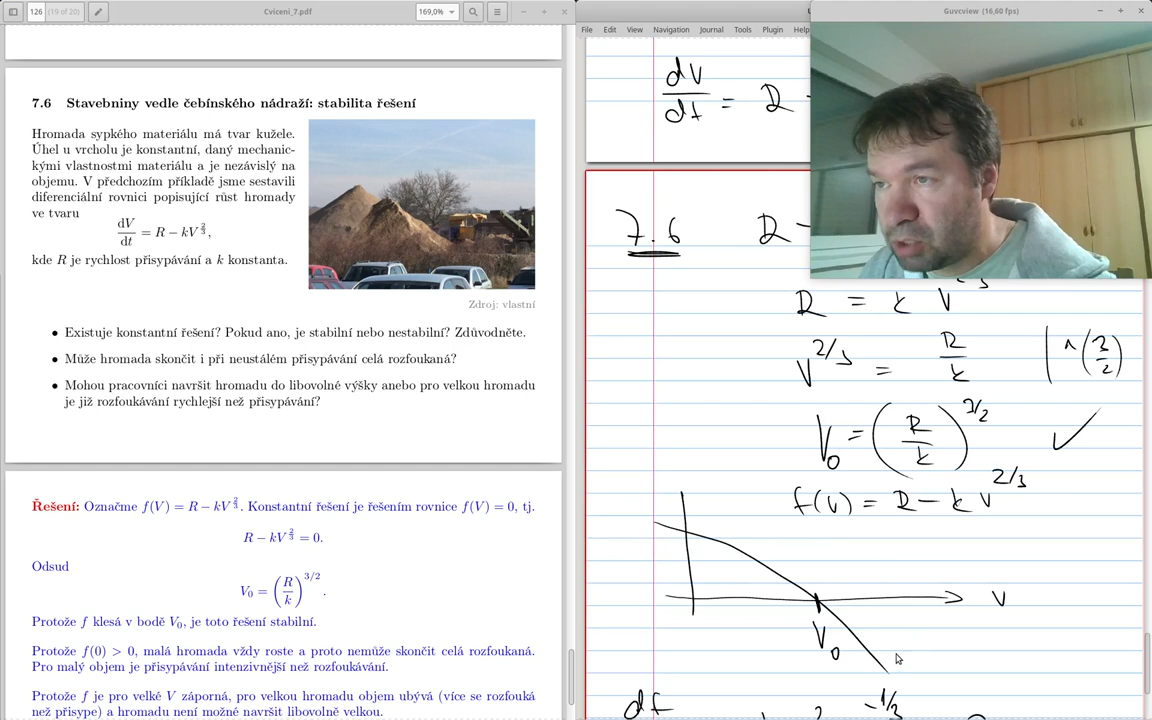 126 (19 of 20) Cviceni_7.pdf 169,0%
7.6 Stavebniny vedle čebínského nádraží: stabilita řešení
Hromada sypkého materiálu má tvar kužele.
Úhel u vrcholu je konstantní, daný mechanic-
kými vlastnostmi materiálu a je nezávislý na
objemu. V předchozím příkladě jsme sestavili
diferenciální rovnici popisující růst hromady
ve tvaru
dV/dt = R − kV^{2/3},
kde R je rychlost přisypávání a k konstanta.
Zdroj: vlastní
• Existuje konstantní řešení? Pokud ano, je stabilní nebo nestabilní? Zdůvodněte.
• Může hromada skončit i při neustálém přisypávání celá rozfoukaná?
• Mohou pracovníci navršit hromadu do libovolné výšky anebo pro velkou hromadu
je již rozfoukávání rychlejší než přisypávání?
Řešení: Označme f(V) = R − kV^{2/3}. Konstantní řešení je řešením rovnice f(V) = 0, tj.
R − kV^{2/3} = 0.
Odsud
V₀ = (R/k)^{3/2}.
Protože f klesá v bodě V₀, je toto řešení stabilní.
Protože f(0) > 0, malá hromada vždy roste a proto nemůže skončit celá rozfoukaná.
Pro malý objem je přisypávání intenzivnější než rozfoukávání.
Protože f je pro velké V záporná, pro velkou hromadu objem ubývá (více se rozfouká
než přisype) a hromadu není možné navršit libovolně velkou.
File Edit View Navigation Journal Tools Plugin Help
Guvcview (16,60 fps)
dV/dt = R −
7.6 R −
R = k V^{2/3}
V^{2/3} = R/k | ^(3/2)
V₀ = (R/k)^{3/2} ✓
f(V) = R − k V^{2/3}
V
V₀
df
2 −1/3